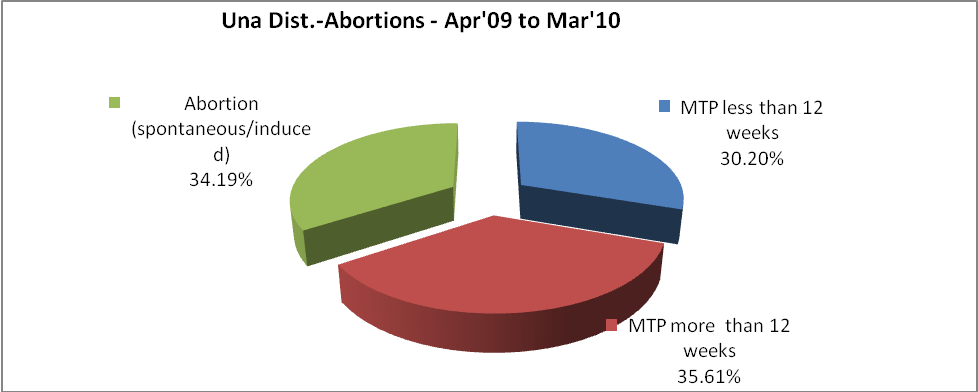 Una Dist.-Abortions - Apr'09 to Mar'10
Abortion
(spontaneous/induce
d)
34.19%
MTP less than 12
weeks
30.20%
MTP more than 12
weeks
35.61%